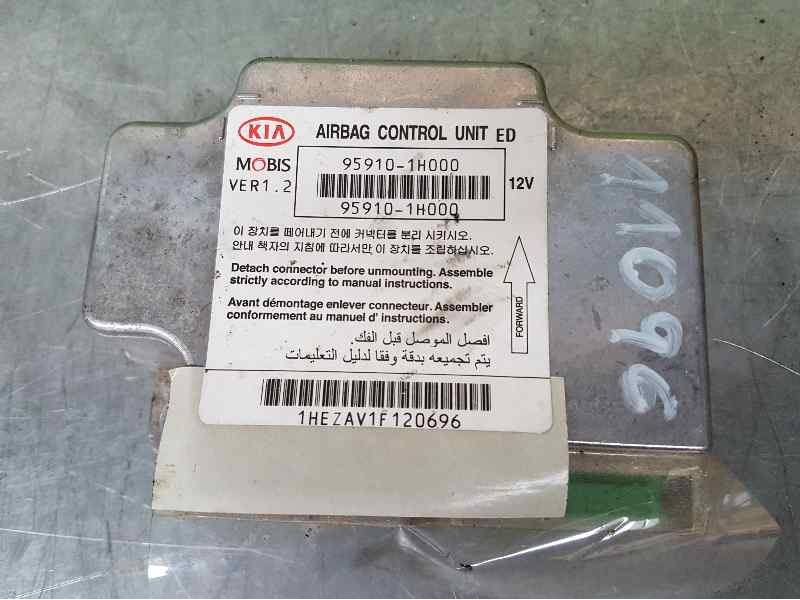 KIA AIRBAG CONTROL UNIT ED
MOBIS 95910-1H000
VER1.2 12V
95910-1H000
이 장치를 떼어내기 전에 커넥터를 분리 시키시오.
안내 책자의 지침에 따라서만 이 장치를 조립하십시오.
Detach connector before unmounting. Assemble
strictly according to manual instructions.
Avant démontage enlever connecteur. Assembler
conformement au manuel d' instructions.
افصل الموصل قبل الفك.
يتم تجميعه بدقة وفقا لدليل التعليمات
FORWARD
1HEZAV1F120696